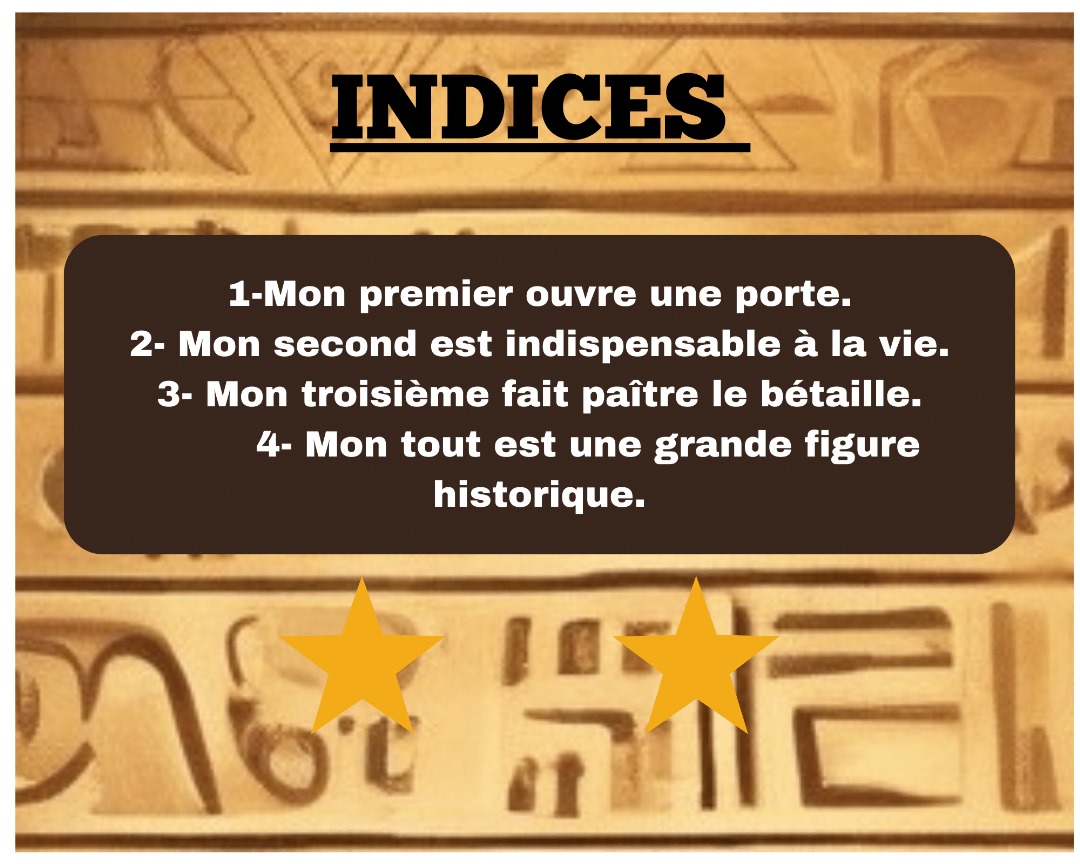 INDICES
1-Mon premier ouvre une porte.
2- Mon second est indispensable à la vie.
3- Mon troisième fait paître le bétaille.
4- Mon tout est une grande figure
historique.